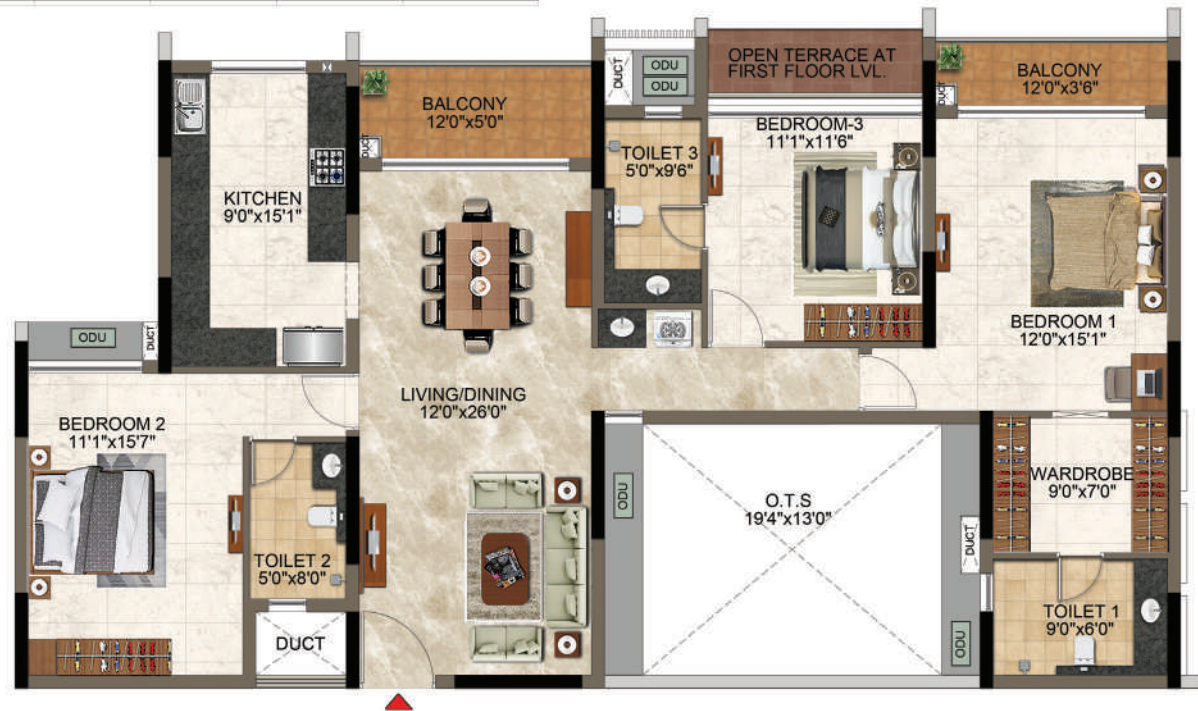 OPEN TERRACE AT
FIRST FLOOR LVL.
DUCT
ODU
ODU
BALCONY
12'0"x3'6"
DUCT
BALCONY
12'0"x5'0"
DUCT
BEDROOM-3
11'1"x11'6"
TOILET 3
5'0"x9'6"
KITCHEN
9'0"x15'1"
BEDROOM 1
12'0"x15'1"
ODU
DUCT
LIVING/DINING
12'0"x26'0"
BEDROOM 2
11'1"x15'7"
WARDROBE
9'0"x7'0"
ODU
O.T.S
19'4"x13'0"
DUCT
TOILET 2
5'0"x8'0"
TOILET 1
9'0"x6'0"
DUCT
ODU